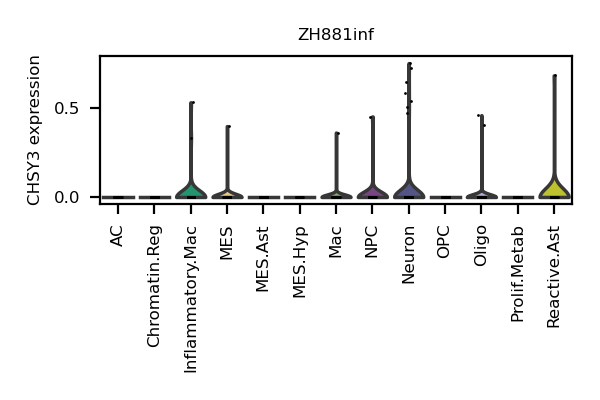 ZH881inf
CHSY3 expression
0.5
0.0
AC
Chromatin.Reg
Inflammatory.Mac
MES
MES.Ast
MES.Hyp
Mac
NPC
Neuron
OPC
Oligo
Prolif.Metab
Reactive.Ast